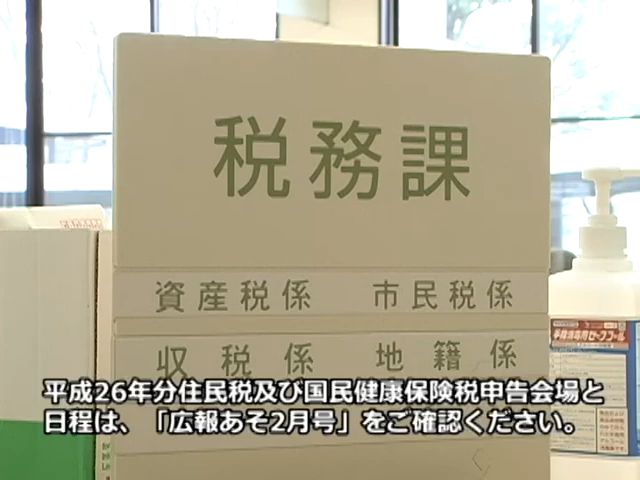 税務課
資産税係 市民税係
収税係 地籍係
平成26年分住民税及び国民健康保険税申告会場と
日程は、「広報あそ2月号」をご確認ください。